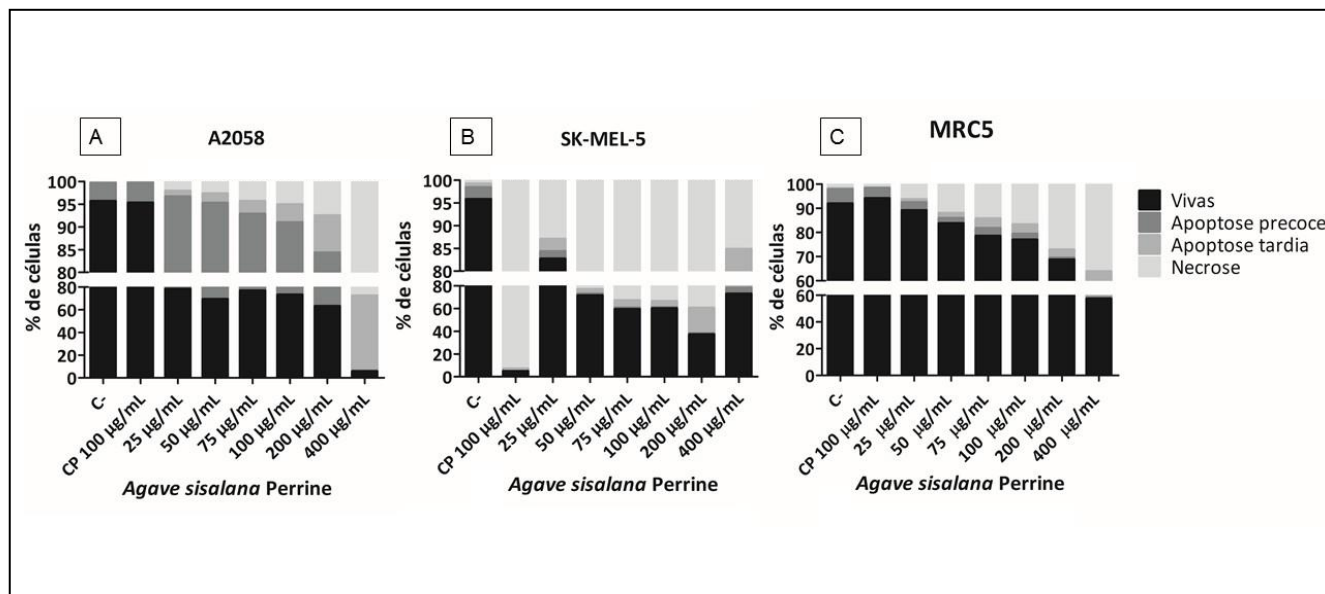 A
A2058
% de células
100
95
90
85
80
80
60
40
20
0
C-
CP 100 µg/mL
25 µg/mL
50 µg/mL
75 µg/mL
100 µg/mL
200 µg/mL
400 µg/mL
Agave sisalana Perrine
B
SK-MEL-5
% de células
100
95
90
85
80
80
60
40
20
0
C-
CP 100 µg/mL
25 µg/mL
50 µg/mL
75 µg/mL
100 µg/mL
200 µg/mL
400 µg/mL
Agave sisalana Perrine
C
MRC5
% de células
100
90
80
70
60
60
40
20
0
C-
CP 100 µg/mL
25 µg/mL
50 µg/mL
75 µg/mL
100 µg/mL
200 µg/mL
400 µg/mL
Agave sisalana Perrine
Vivas
Apoptose precoce
Apoptose tardia
Necrose